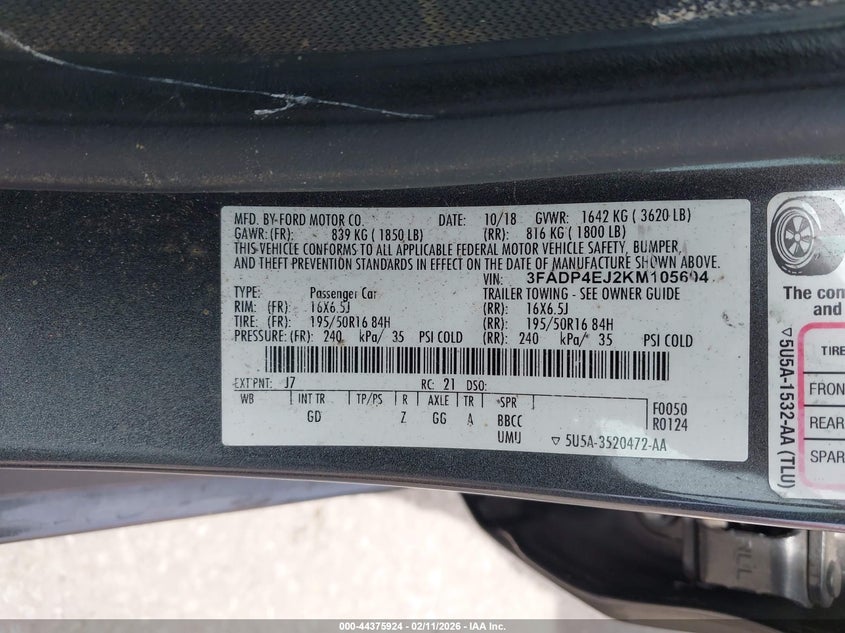 MFD. BY-FORD MOTOR CO. DATE: 10/18 GVWR: 1642 KG ( 3620 LB)
GAWR:(FR): 839 KG ( 1850 LB) (RR): 816 KG ( 1800 LB)
THIS VEHICLE CONFORMS TO ALL APPLICABLE FEDERAL MOTOR VEHICLE SAFETY, BUMPER,
AND THEFT PREVENTION STANDARDS IN EFFECT ON THE DATE OF MANUFACTURE SHOWN ABOVE.
VIN: 3FADP4EJ2KM105604
TYPE: Passenger Car TRAILER TOWING - SEE OWNER GUIDE
RIM: (FR): 16X6.5J (RR): 16X6.5J
TIRE: (FR): 195/50R16 84H (RR): 195/50R16 84H
PRESSURE:(FR): 240 kPa/ 35 PSI COLD (RR): 240 kPa/ 35 PSI COLD
EXT PNT: J7 RC: 21 DSO:
WB INT TR TP/PS R AXLE TR SPR F0050
GD Z GG A BBCC R0124
UMU ▽ 5U5A-3520472-AA
▽5U5A-1532-AA (TLU)
The con
and
TIRE
FRON
REAR
SPAR
000-44375924 - 02/11/2026 - IAA Inc.